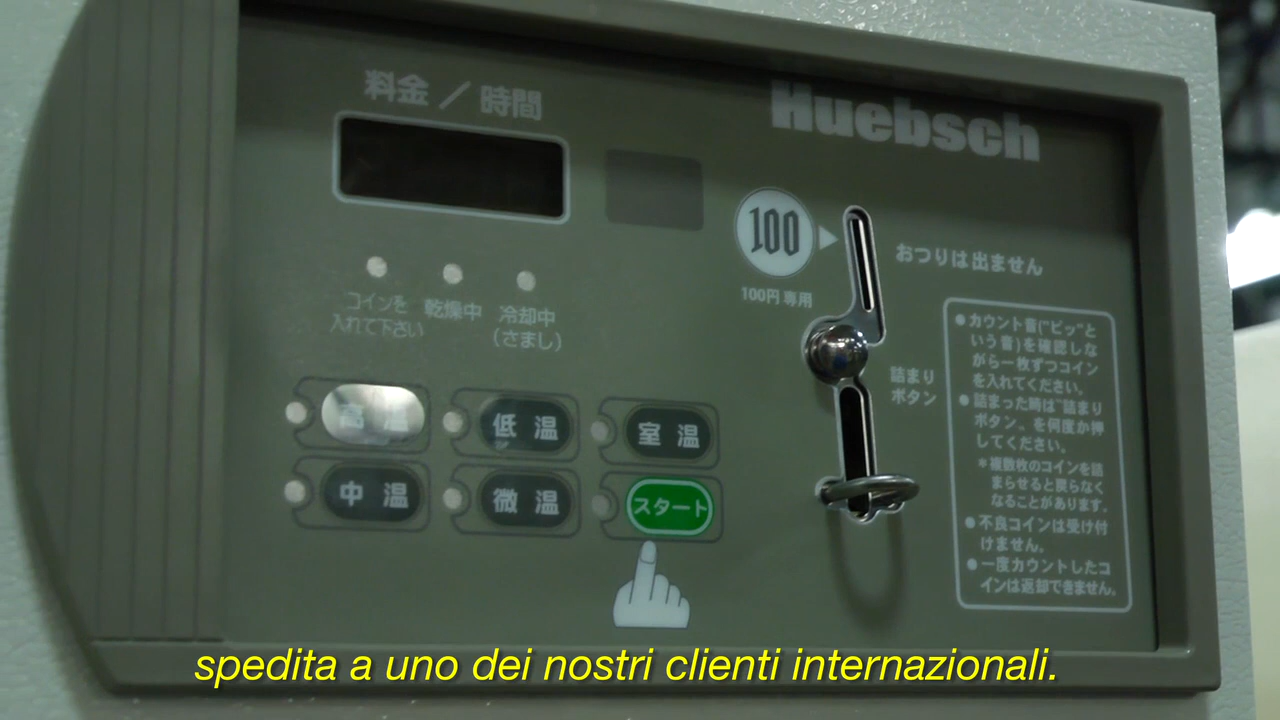 料金／時間
Huebsch
100
100円専用
おつりは出ません
コインを
入れて下さい
乾燥中
冷却中
(さまし)
低温
室温
中温
微温
スタート
詰まり
ボタン
●カウント音("ピッ"と
いう音)を確認しな
がら一枚ずつコイン
を入れてください。
●詰まった時は"詰まり
ボタン„を何度か押
してください。
*複数枚のコインを詰
まらせると戻らなく
なることがあります。
●不良コインは受け付
けません。
●一度カウントしたコ
インは返却できません。
spedita a uno dei nostri clienti internazionali.